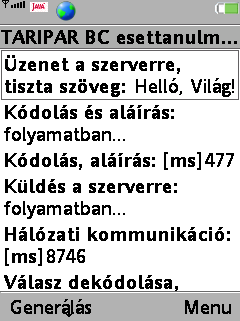 JAVA
TARIPAR BC esettanulm...
Üzenet a szerverre,
tiszta szöveg: Helló, Világ!
Kódolás és aláírás:
folyamatban...
Kódolás, aláírás: [ms]477
Küldés a szerverre:
folyamatban...
Hálózati kommunikáció:
[ms]8746
Válasz dekódolása,
Generálás Menu